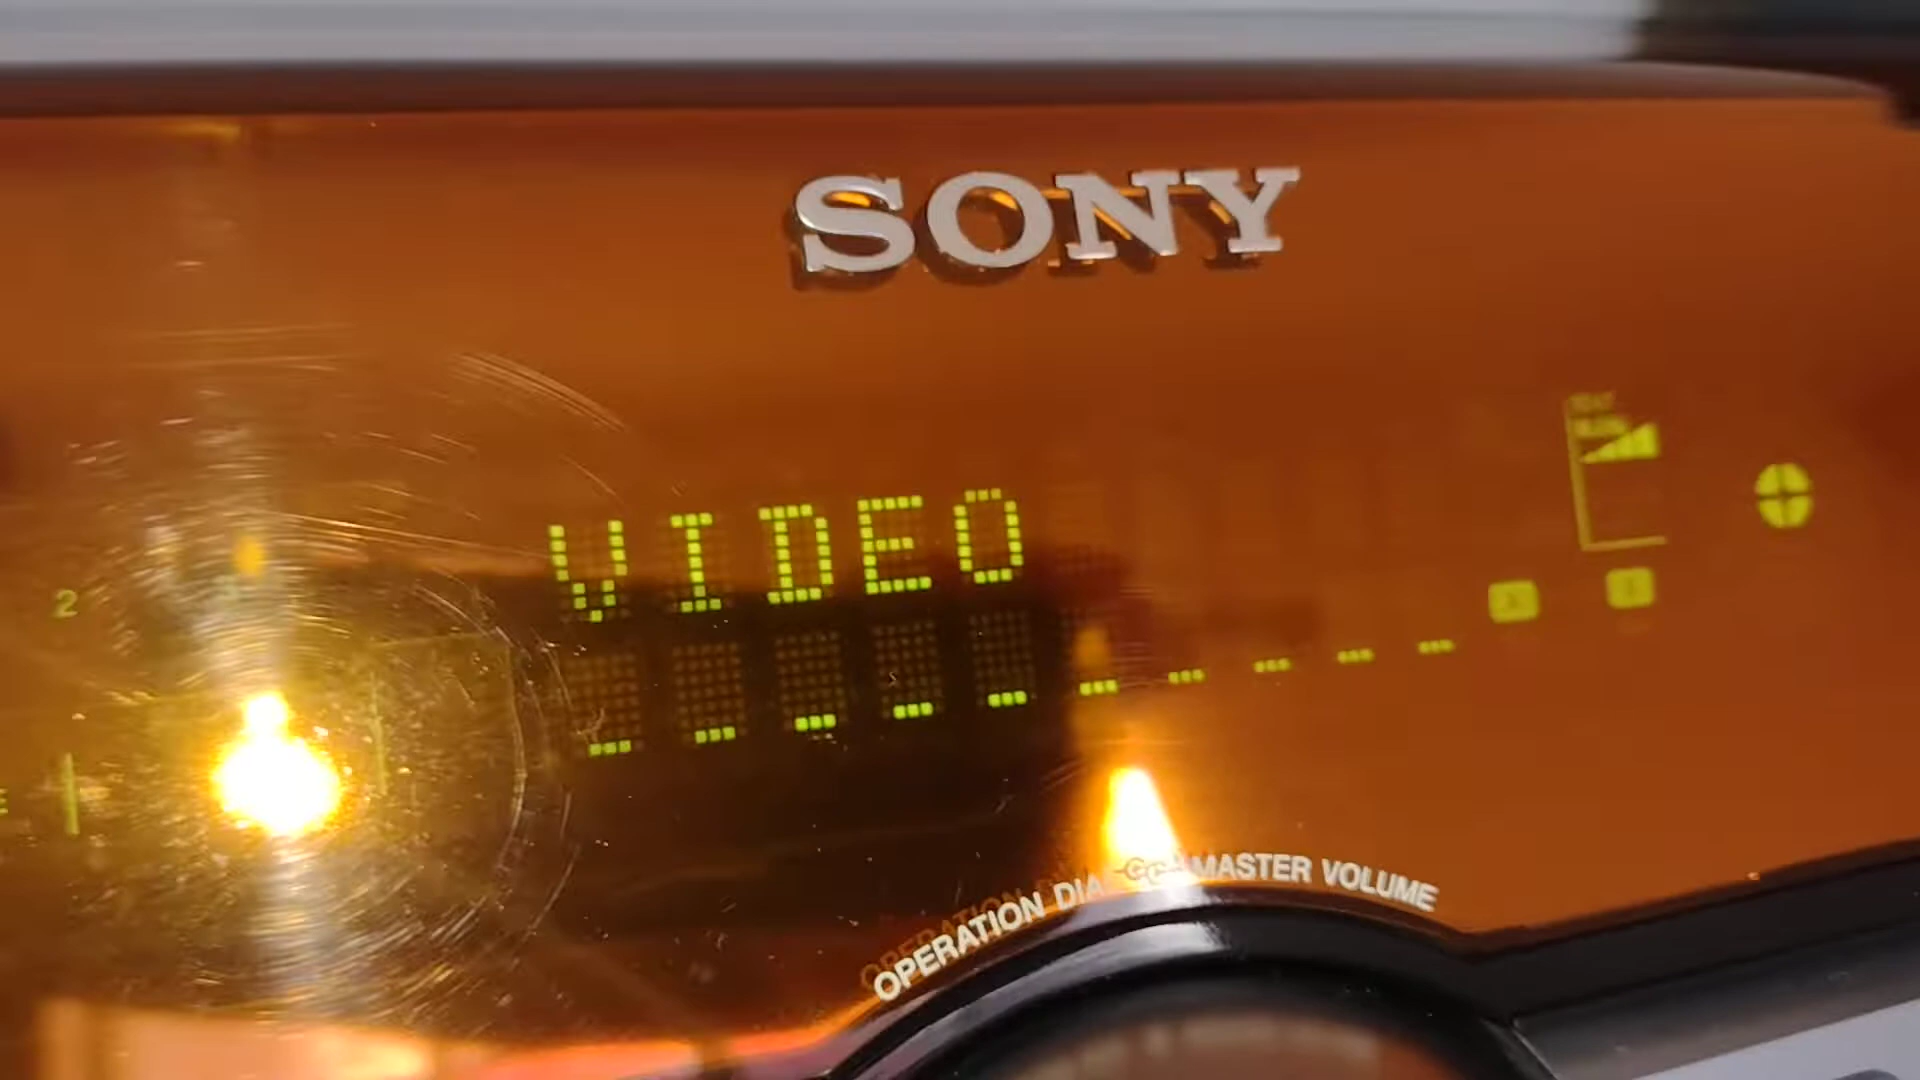 SONY
VIDEO
2
OPERATION DIAL
MASTER VOLUME